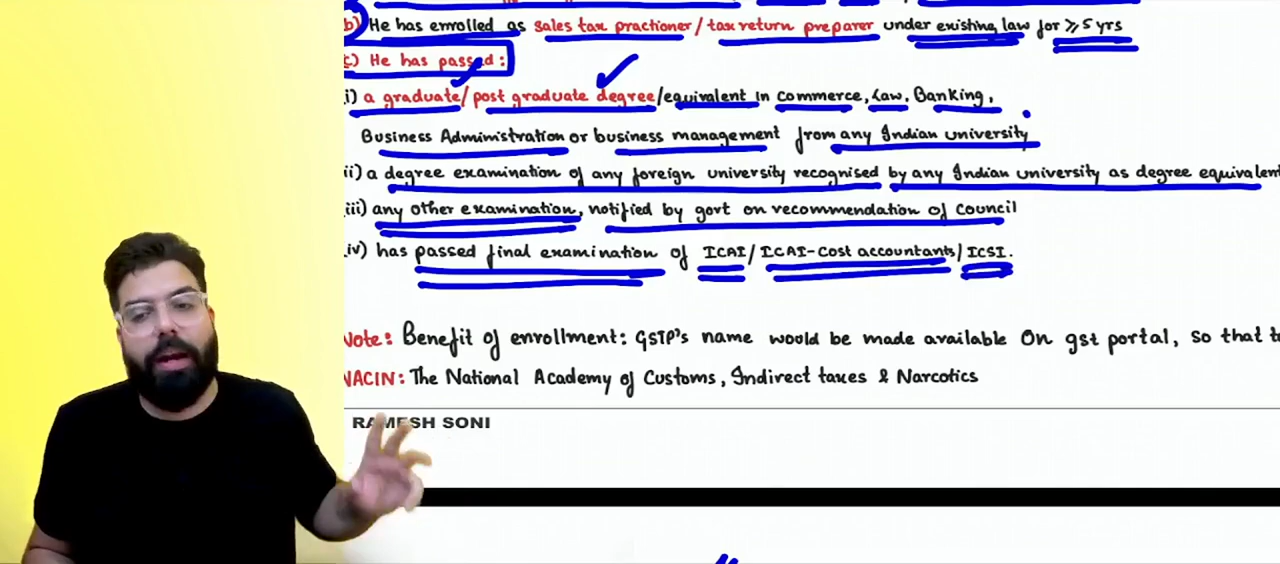 b) He has enrolled as sales tax practioner / tax return preparer under existing law for ≥ 5 yrs
c) He has passed:
i) a graduate / post graduate degree / equivalent in commerce, Law, Banking,
Business Administration or business management from any Indian university
ii) a degree examination of any foreign university recognised by any Indian university as degree equivalent
iii) any other examination, notified by govt on recommendation of Council
iv) has passed final examination of ICAI / ICAI-Cost accountants / ICSI.
Note: Benefit of enrollment: GSTP's name would be made available On gst portal, so that
NACIN: The National Academy of Customs, Indirect taxes & Narcotics
RAMESH SONI